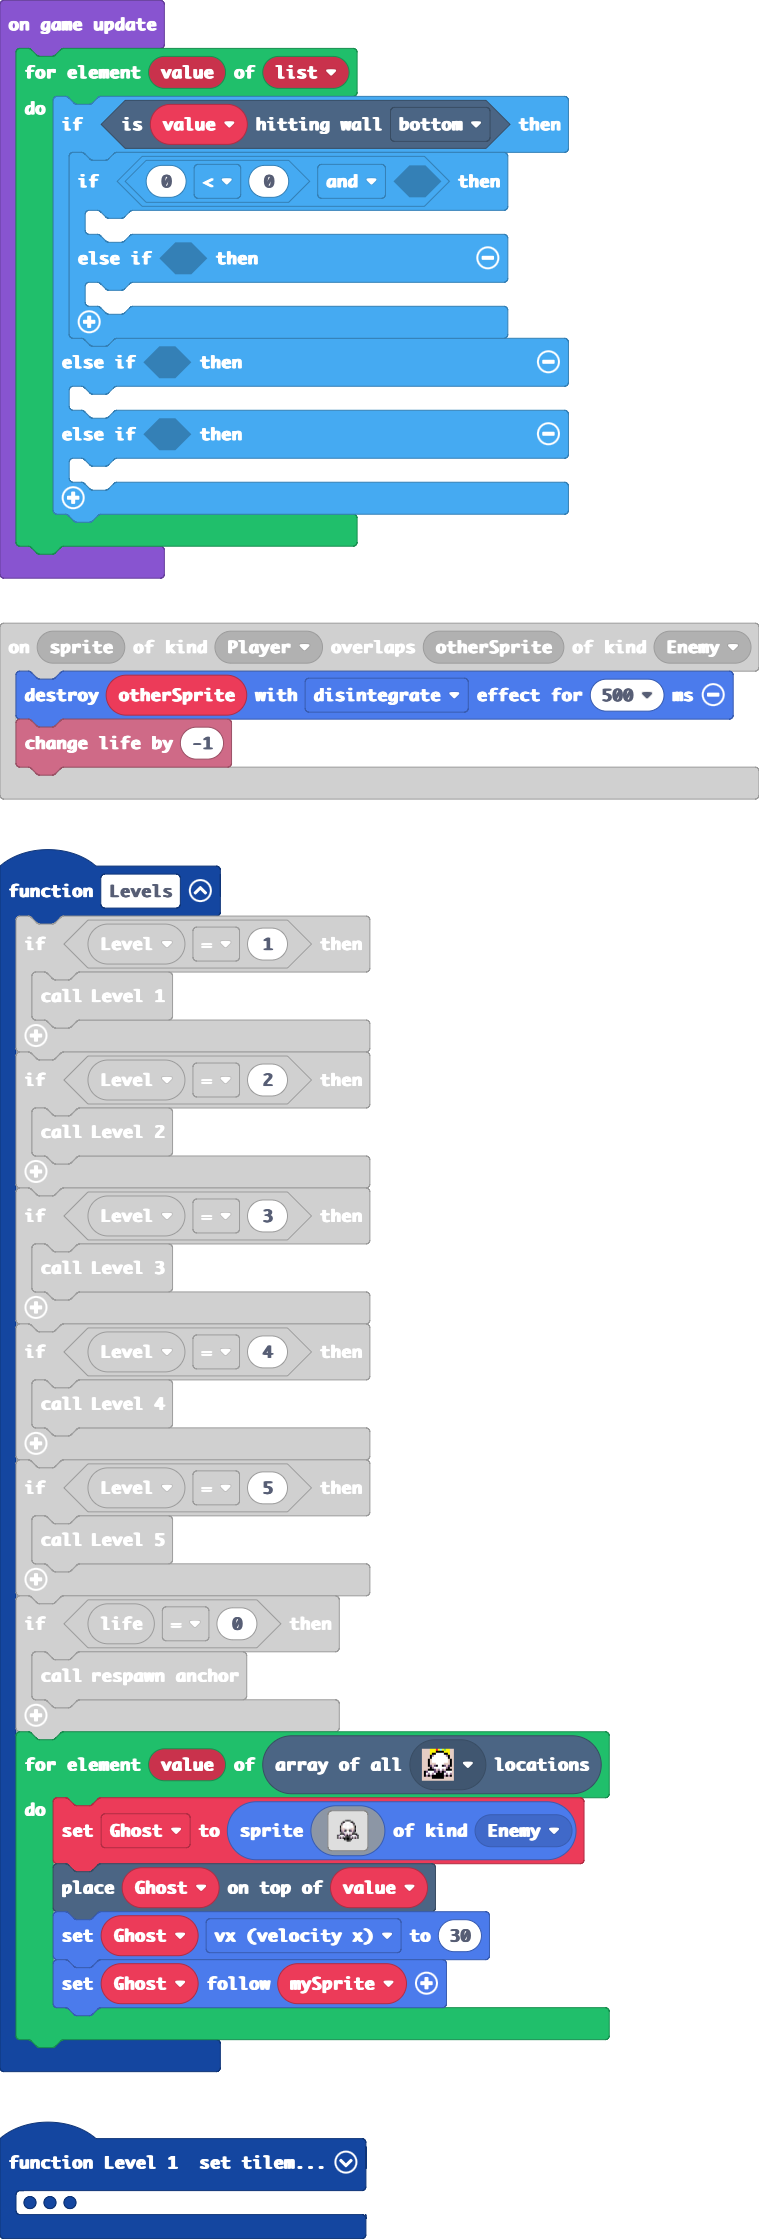 on game update
for element value of list
do
if is value hitting wall bottom then
if 0 < 0 and then
else if then
else if then
else if then
on sprite of kind Player overlaps otherSprite of kind Enemy
destroy otherSprite with disintegrate effect for 500 ms
change life by -1
function Levels
if Level = 1 then
call Level 1
if Level = 2 then
call Level 2
if Level = 3 then
call Level 3
if Level = 4 then
call Level 4
if Level = 5 then
call Level 5
if life = 0 then
call respawn anchor
for element value of array of all locations
do
set Ghost to sprite of kind Enemy
place Ghost on top of value
set Ghost vx (velocity x) to 30
set Ghost follow mySprite
function Level 1 set tilem...